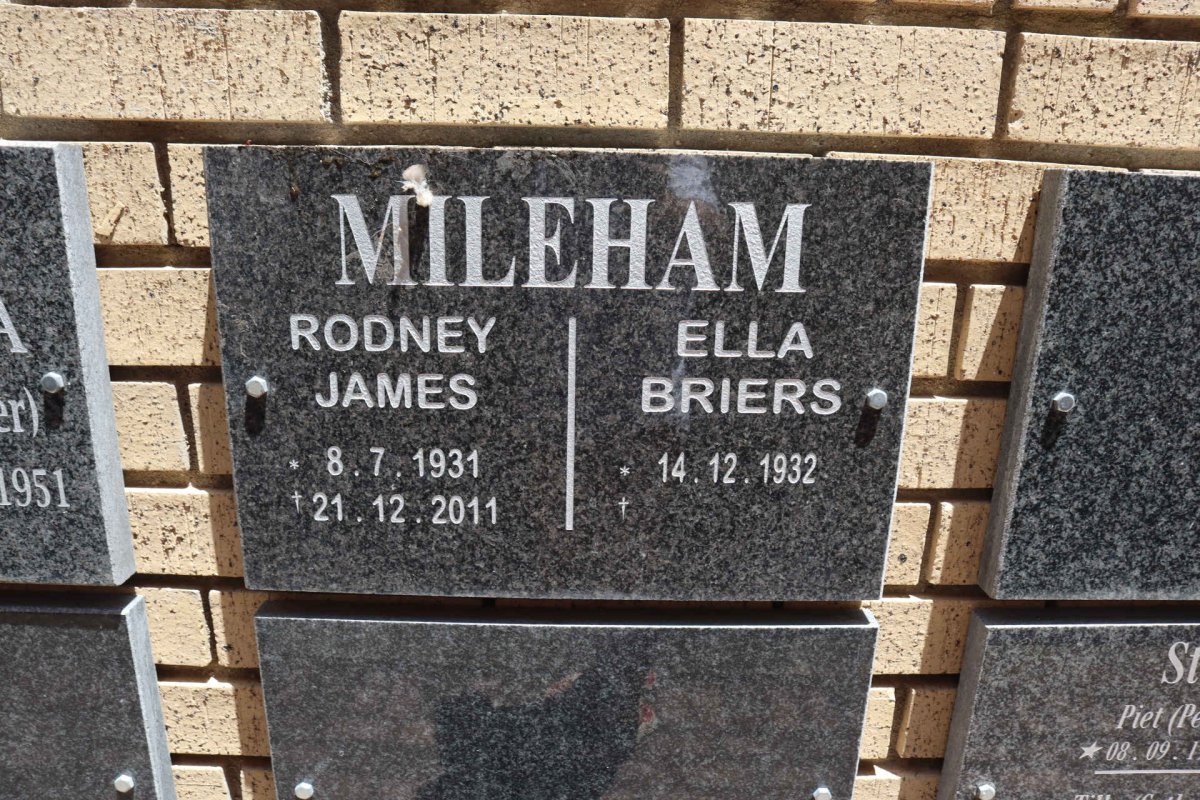 MILEHAM
RODNEY
JAMES
* 8.7.1931
†21.12.2011
ELLA
BRIERS
* 14.12.1932
†
A
er)
1951
St
Piet (P
★08.09.1